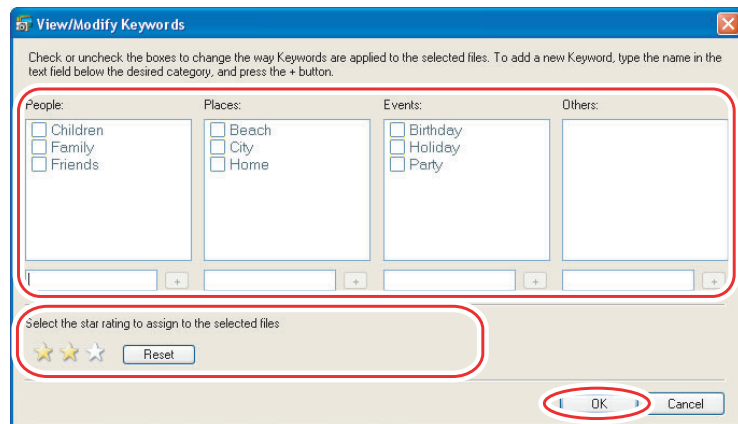 View/Modify Keywords
Check or uncheck the boxes to change the way Keywords are applied to the selected files. To add a new Keyword, type the name in the
text field below the desired category, and press the + button.
People:
Children
Family
Friends
+
Places:
Beach
City
Home
+
Events:
Birthday
Holiday
Party
+
Others:
+
Select the star rating to assign to the selected files
Reset
OK
Cancel